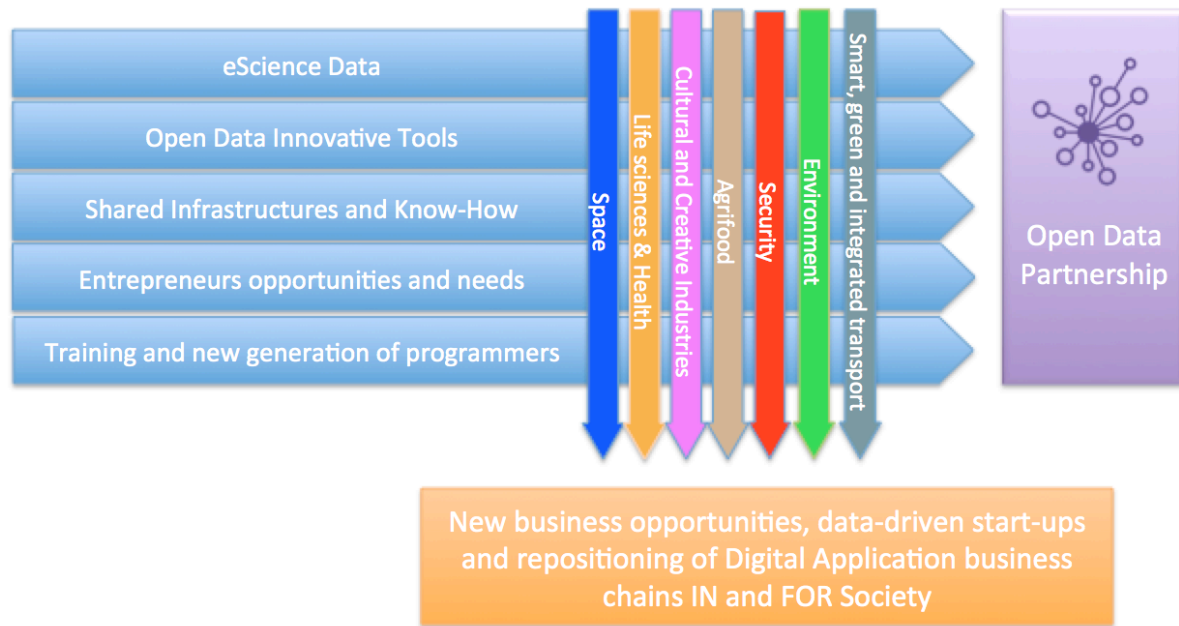 eScience Data
Open Data Innovative Tools
Shared Infrastructures and Know-How
Entrepreneurs opportunities and needs
Training and new generation of programmers
Space
Life sciences & Health
Cultural and Creative Industries
Agrifood
Security
Environment
Smart, green and integrated transport
Open Data
Partnership
New business opportunities, data-driven start-ups
and repositioning of Digital Application business
chains IN and FOR Society